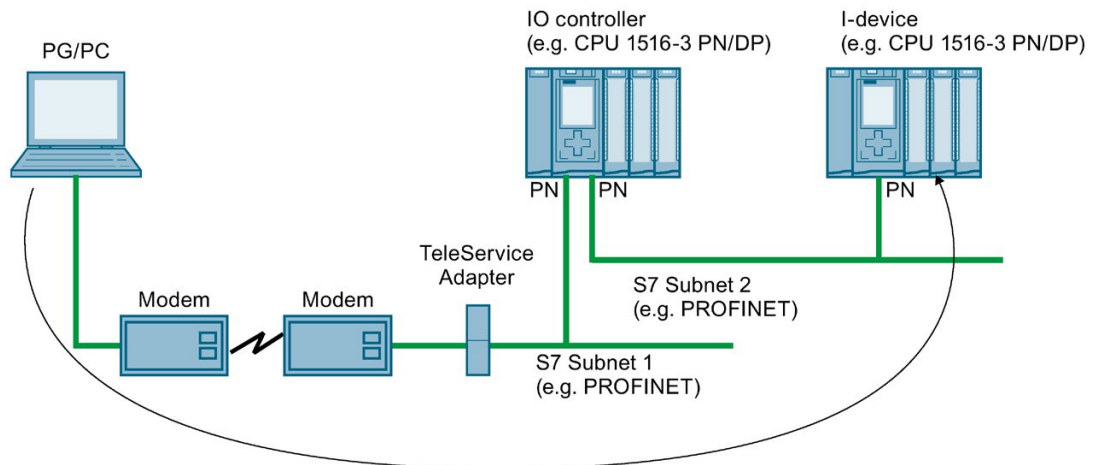 IO controller
(e.g. CPU 1516-3 PN/DP)
I-device
(e.g. CPU 1516-3 PN/DP)
PG/PC
PN
PN
PN
TeleService
Adapter
S7 Subnet 2
(e.g. PROFINET)
Modem
Modem
S7 Subnet 1
(e.g. PROFINET)